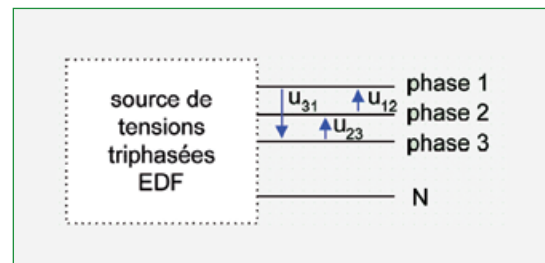 source de
tensions
triphasées
EDF
phase 1
u31
u12
phase 2
u23
phase 3
N